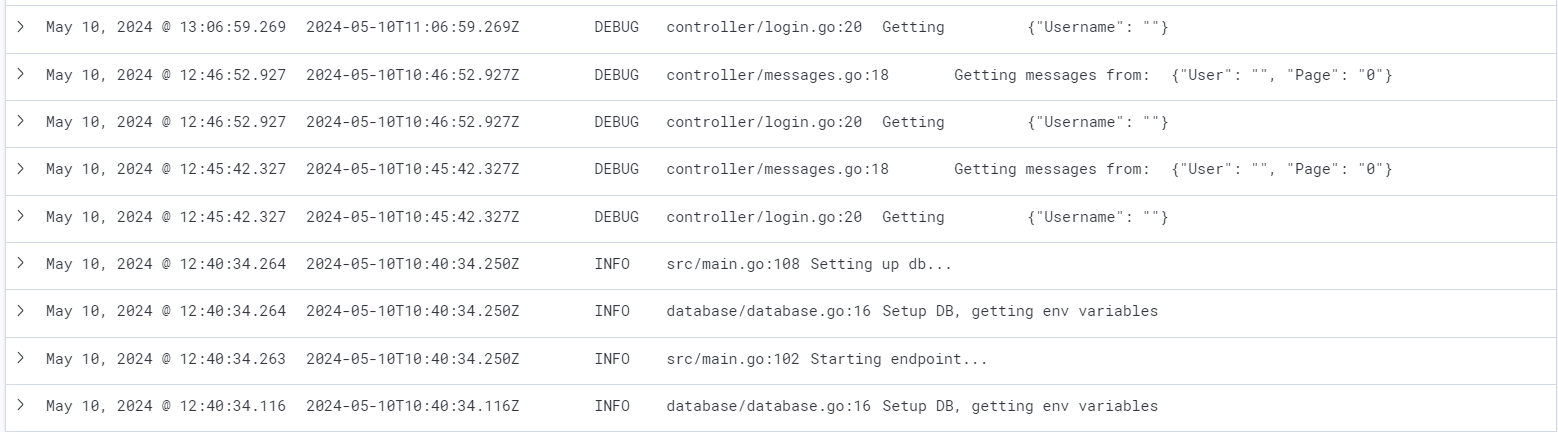 May 10, 2024 @ 13:06:59.269 2024-05-10T11:06:59.269Z DEBUG controller/login.go:20 Getting {"Username": ""}
May 10, 2024 @ 12:46:52.927 2024-05-10T10:46:52.927Z DEBUG controller/messages.go:18 Getting messages from: {"User": "", "Page": "0"}
May 10, 2024 @ 12:46:52.927 2024-05-10T10:46:52.927Z DEBUG controller/login.go:20 Getting {"Username": ""}
May 10, 2024 @ 12:45:42.327 2024-05-10T10:45:42.327Z DEBUG controller/messages.go:18 Getting messages from: {"User": "", "Page": "0"}
May 10, 2024 @ 12:45:42.327 2024-05-10T10:45:42.327Z DEBUG controller/login.go:20 Getting {"Username": ""}
May 10, 2024 @ 12:40:34.264 2024-05-10T10:40:34.250Z INFO src/main.go:108 Setting up db...
May 10, 2024 @ 12:40:34.264 2024-05-10T10:40:34.250Z INFO database/database.go:16 Setup DB, getting env variables
May 10, 2024 @ 12:40:34.263 2024-05-10T10:40:34.250Z INFO src/main.go:102 Starting endpoint...
May 10, 2024 @ 12:40:34.116 2024-05-10T10:40:34.116Z INFO database/database.go:16 Setup DB, getting env variables